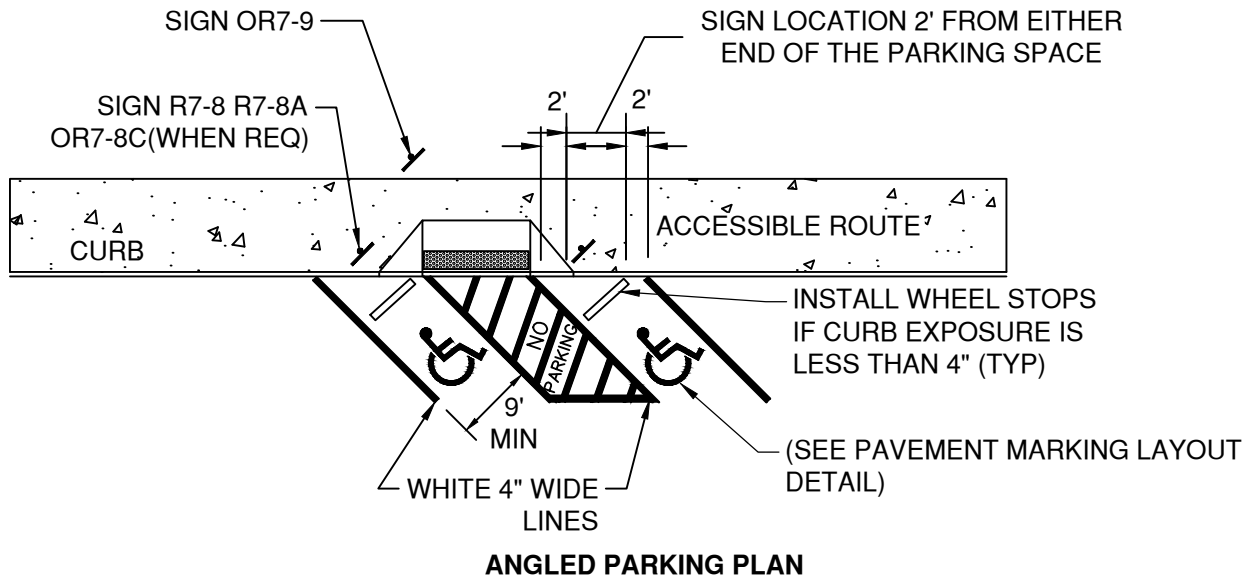 SIGN OR7-9
SIGN LOCATION 2' FROM EITHER
END OF THE PARKING SPACE
SIGN R7-8 R7-8A
OR7-8C(WHEN REQ)
2' 2'
CURB
ACCESSIBLE ROUTE
INSTALL WHEEL STOPS
IF CURB EXPOSURE IS
LESS THAN 4" (TYP)
NO
PARKING
9'
MIN
(SEE PAVEMENT MARKING LAYOUT
DETAIL)
WHITE 4" WIDE
LINES
ANGLED PARKING PLAN